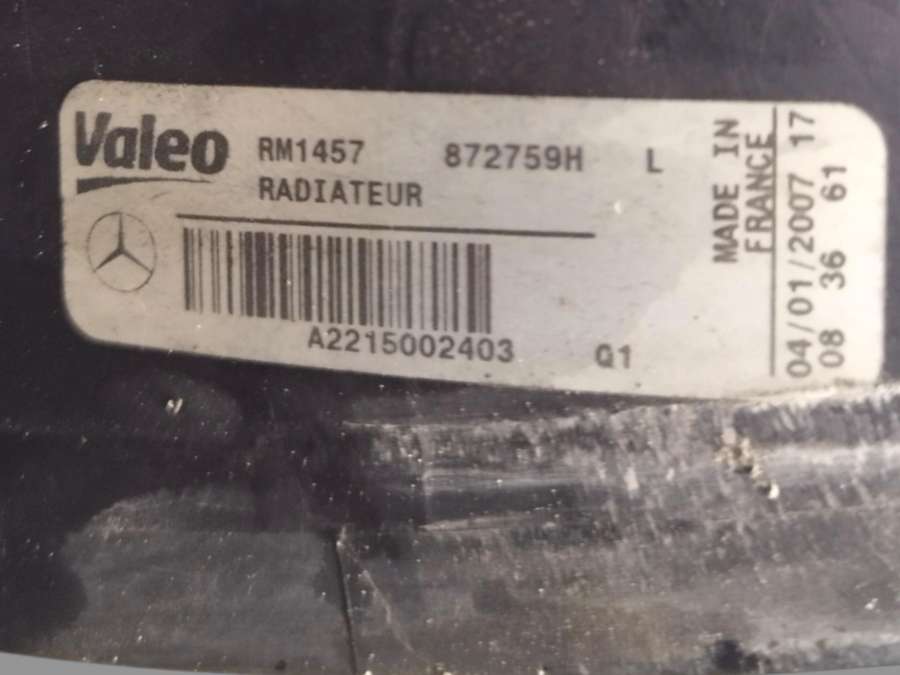 Valeo RM1457 872759H L
RADIATEUR
A2215002403 Q1
MADE IN
FRANCE
04/01/2007 17
08 36 61